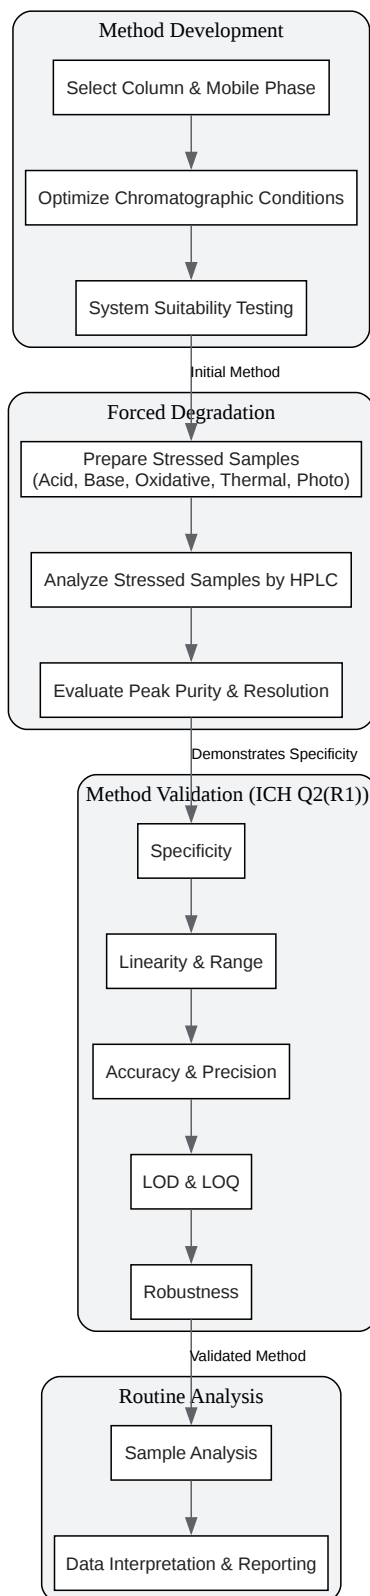 Method Development
Select Column & Mobile Phase
Optimize Chromatographic Conditions
System Suitability Testing
Initial Method
Forced Degradation
Prepare Stressed Samples
(Acid, Base, Oxidative, Thermal, Photo)
Analyze Stressed Samples by HPLC
Evaluate Peak Purity & Resolution
Demonstrates Specificity
Method Validation (ICH Q2(R1))
Specificity
Linearity & Range
Accuracy & Precision
LOD & LOQ
Robustness
Validated Method
Routine Analysis
Sample Analysis
Data Interpretation & Reporting